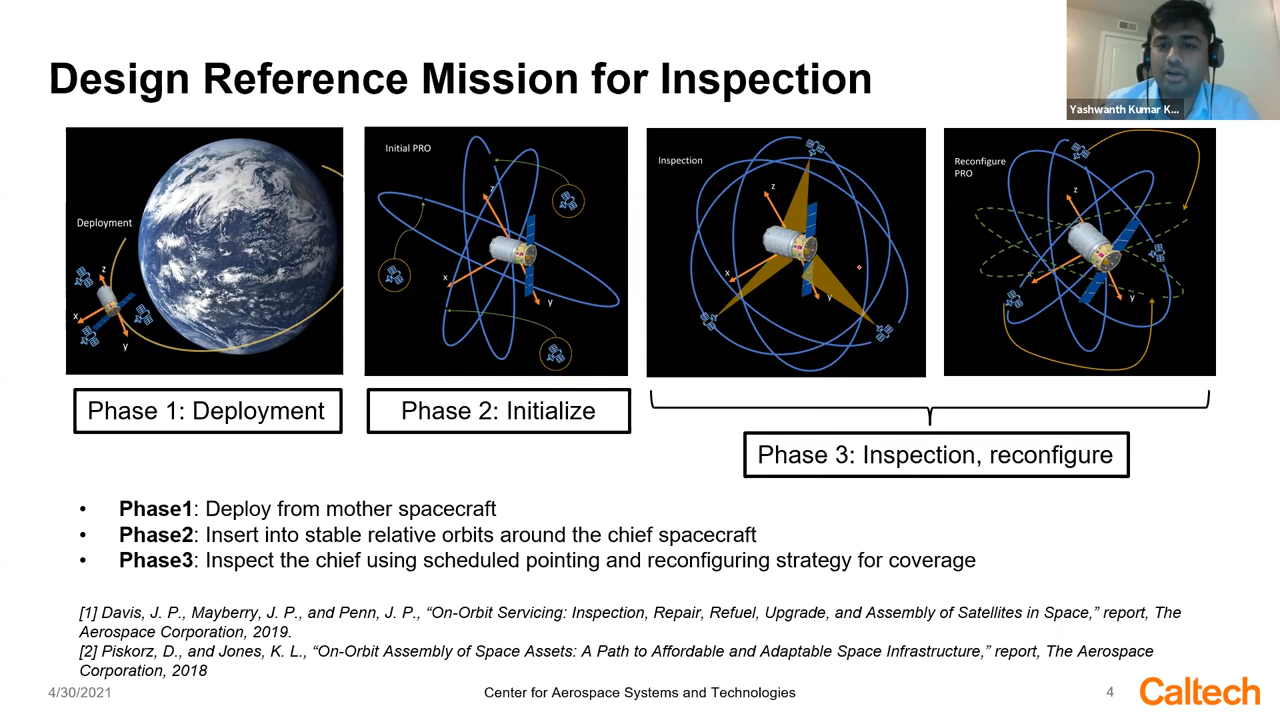 Design Reference Mission for Inspection
Yashwanth Kumar K...
Deployment
z
x
y
Initial PRO
z
x
y
Inspection
z
x
y
Reconfigure
PRO
z
x
y
Phase 1: Deployment
Phase 2: Initialize
Phase 3: Inspection, reconfigure
• Phase1: Deploy from mother spacecraft
• Phase2: Insert into stable relative orbits around the chief spacecraft
• Phase3: Inspect the chief using scheduled pointing and reconfiguring strategy for coverage
[1] Davis, J. P., Mayberry, J. P., and Penn, J. P., “On-Orbit Servicing: Inspection, Repair, Refuel, Upgrade, and Assembly of Satellites in Space,” report, The
Aerospace Corporation, 2019.
[2] Piskorz, D., and Jones, K. L., “On-Orbit Assembly of Space Assets: A Path to Affordable and Adaptable Space Infrastructure,” report, The Aerospace
Corporation, 2018
4/30/2021
Center for Aerospace Systems and Technologies
4
Caltech